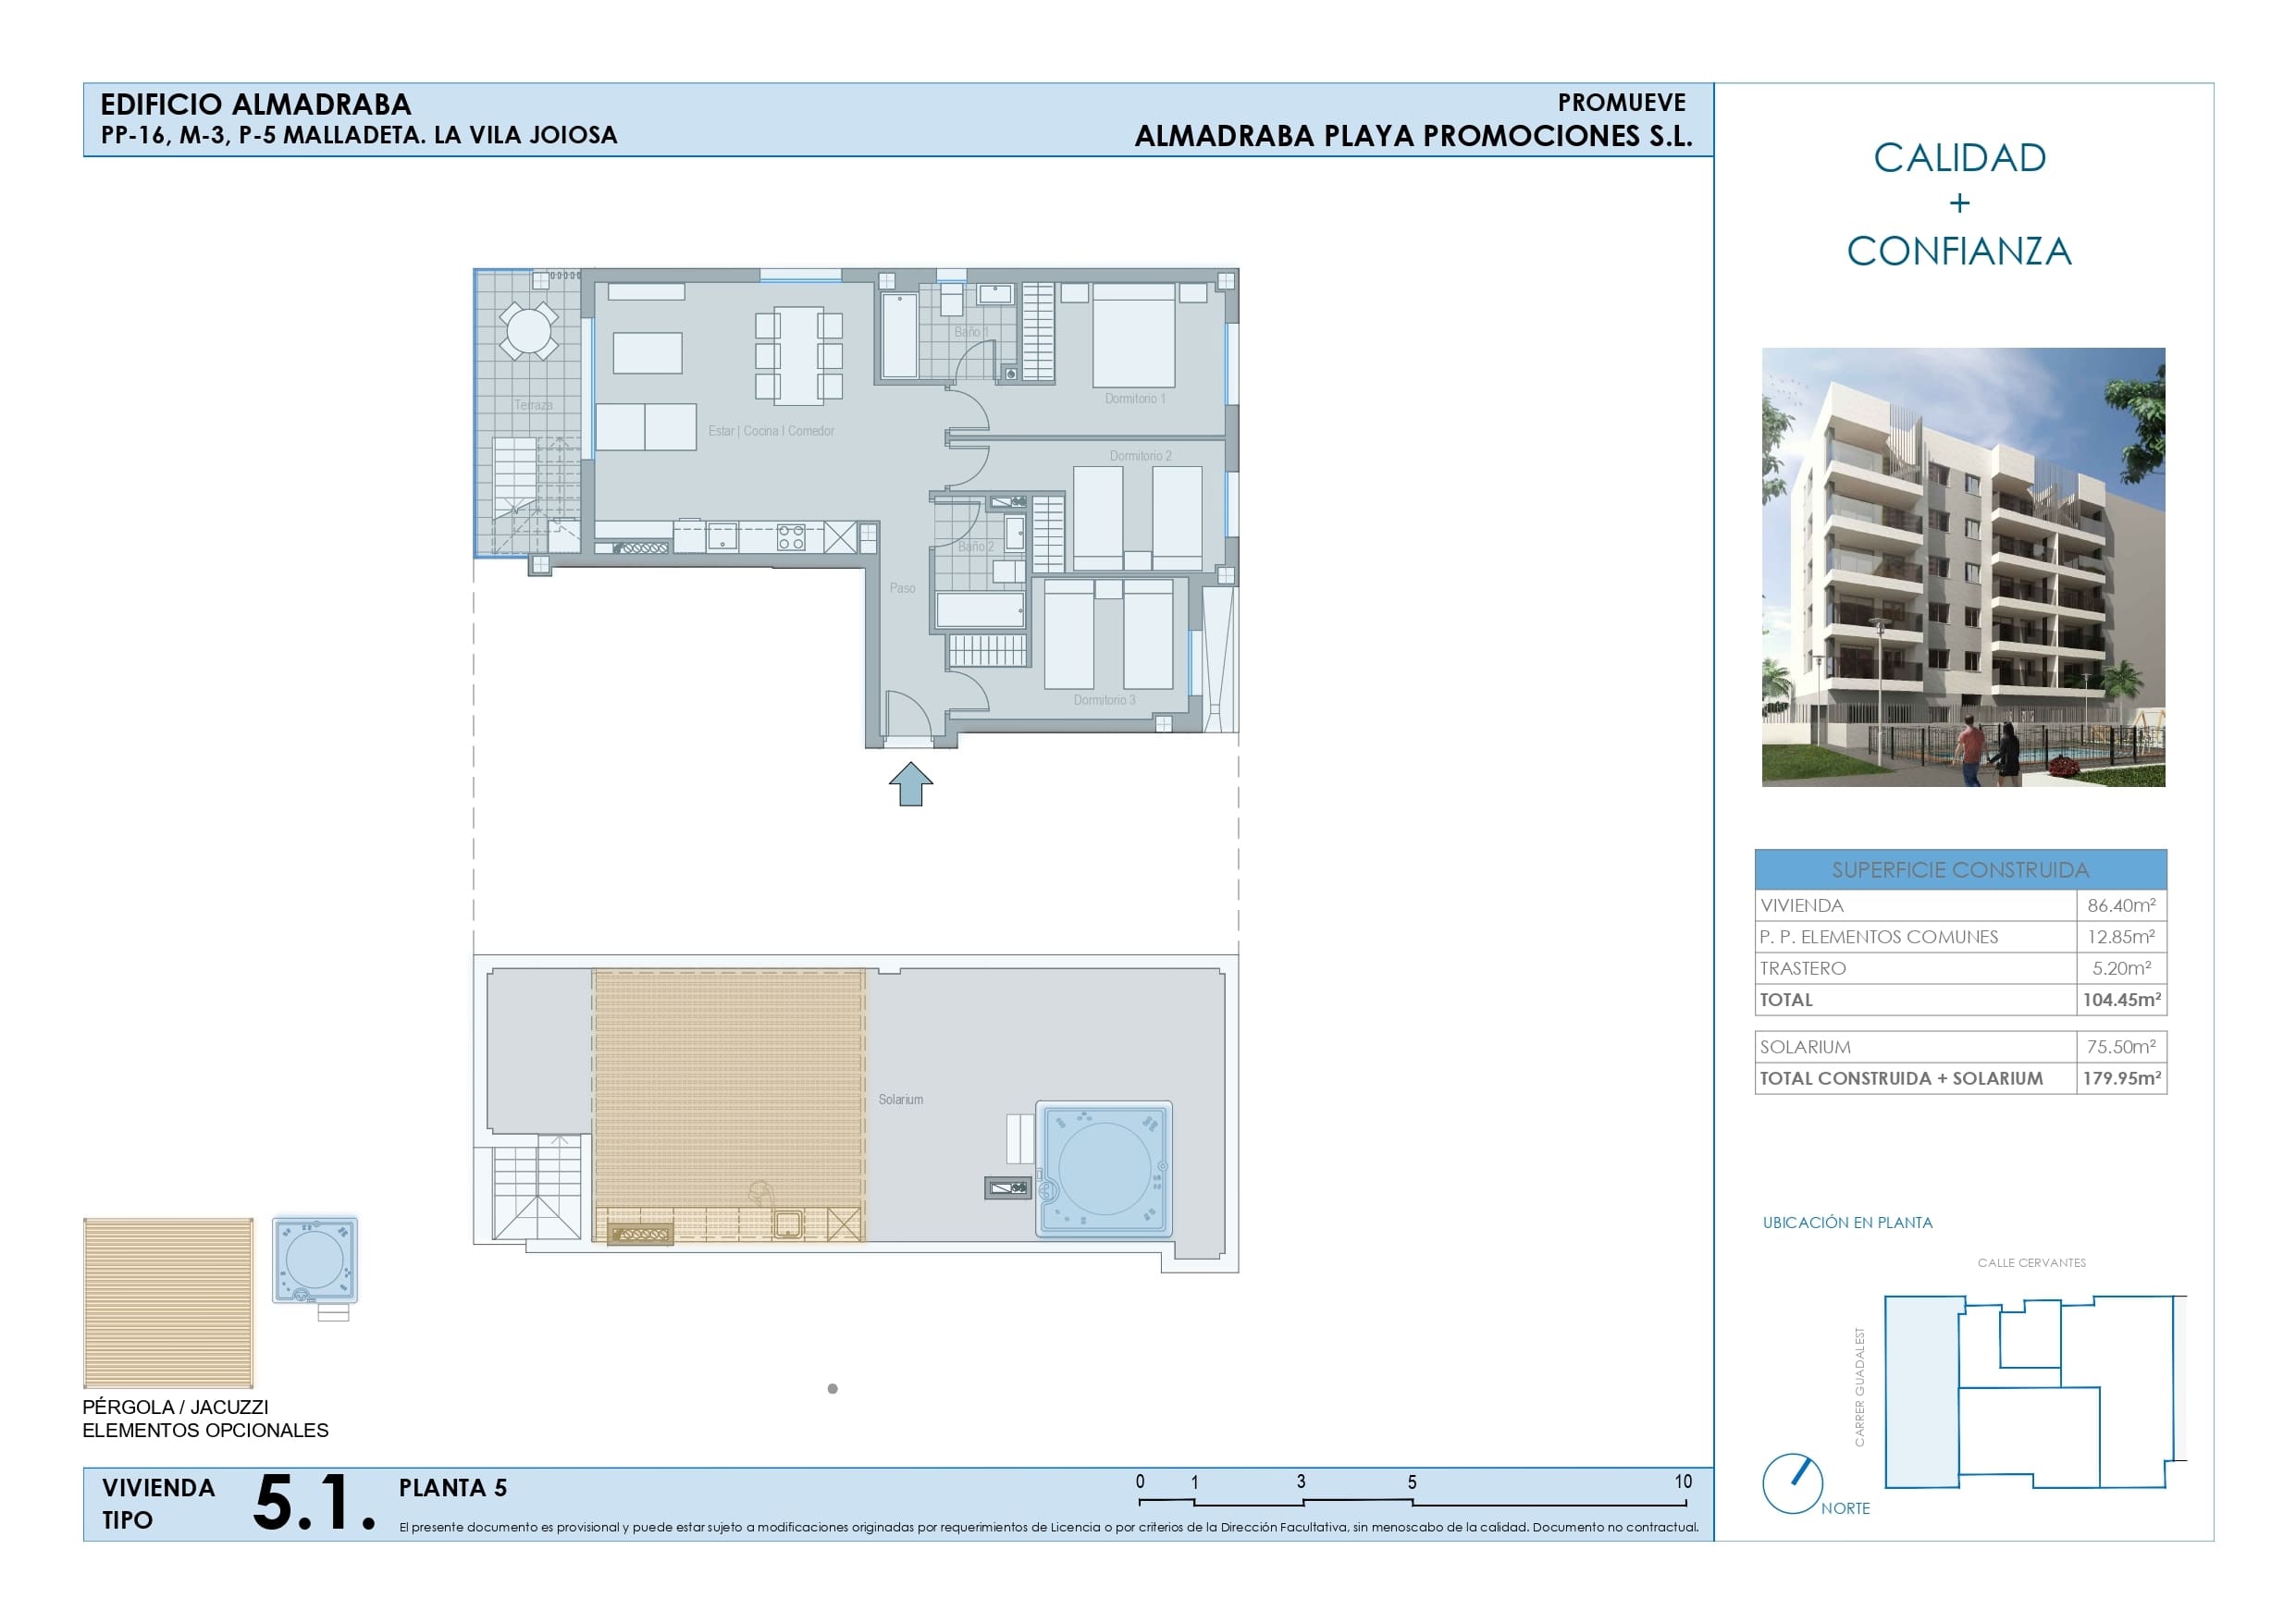 EDIFICIO ALMADRABA
PP-16, M-3, P-5 MALLADETA. LA VILA JOIOSA
PROMUEVE
ALMADRABA PLAYA PROMOCIONES S.L.
CALIDAD
+
CONFIANZA
Terraza
Estar | Cocina I Comedor
Baño 1
Dormitorio 1
Dormitorio 2
Baño 2
Paso
Dormitorio 3
Solarium
SUPERFICIE CONSTRUIDA
VIVIENDA 86.40m²
P. P. ELEMENTOS COMUNES 12.85m²
TRASTERO 5.20m²
TOTAL 104.45m²
SOLARIUM 75.50m²
TOTAL CONSTRUIDA + SOLARIUM 179.95m²
UBICACIÓN EN PLANTA
CALLE CERVANTES
CARRER GUADALEST
NORTE
PÉRGOLA / JACUZZI
ELEMENTOS OPCIONALES
VIVIENDA
TIPO
5.1.
PLANTA 5
0 1 3 5 10
El presente documento es provisional y puede estar sujeto a modificaciones originadas por requerimientos de Licencia o por criterios de la Dirección Facultativa, sin menoscabo de la calidad. Documento no contractual.